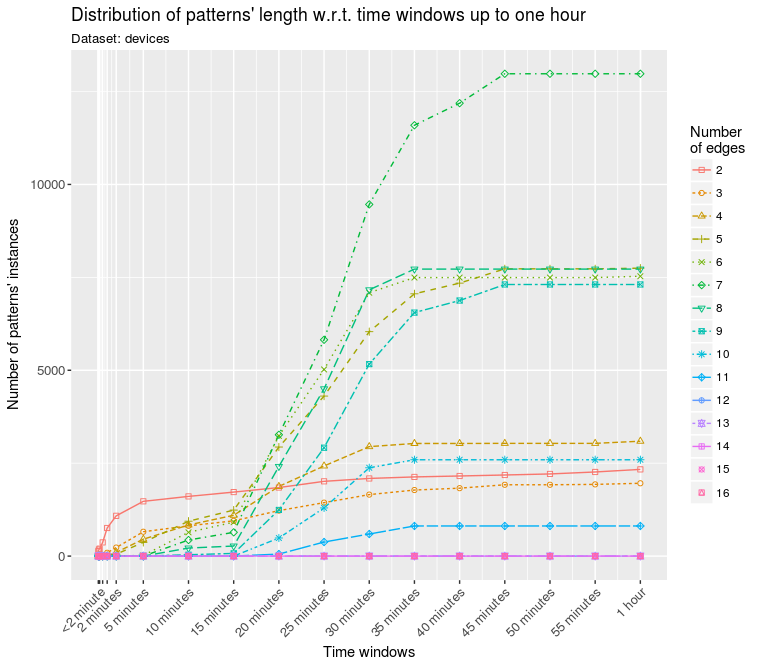 Distribution of patterns' length w.r.t. time windows up to one hour
Dataset: devices
Number of patterns' instances
10000
5000
0
<2 minute
2 minutes
5 minutes
10 minutes
15 minutes
20 minutes
25 minutes
30 minutes
35 minutes
40 minutes
45 minutes
50 minutes
55 minutes
1 hour
Time windows
Number
of edges
2
3
4
5
6
7
8
9
10
11
12
13
14
15
16